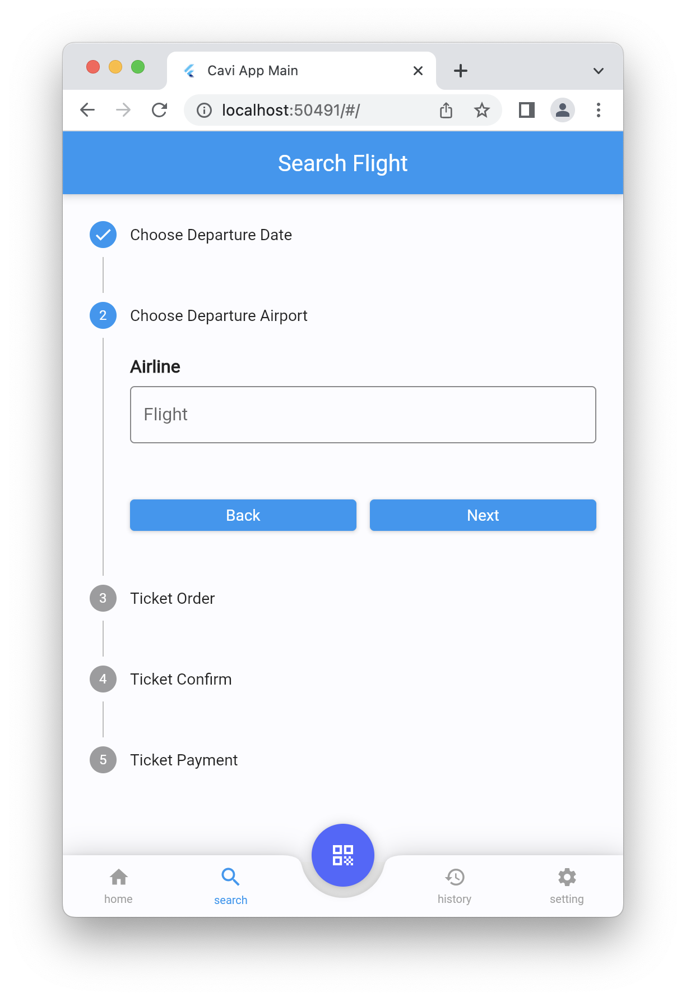 Cavi App Main
localhost:50491/#/
Search Flight
Choose Departure Date
2 Choose Departure Airport
Airline
Flight
Back Next
3 Ticket Order
4 Ticket Confirm
5 Ticket Payment
home search history setting